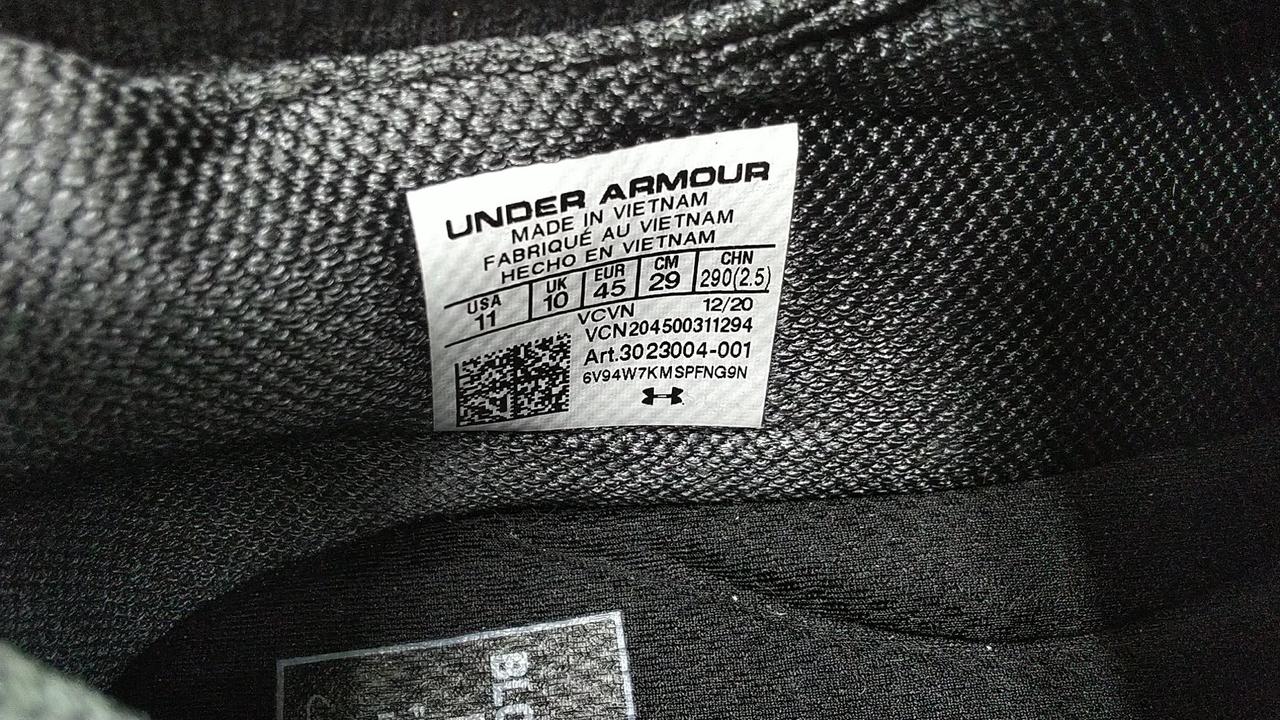 UNDER ARMOUR
MADE IN VIETNAM
FABRIQUÉ AU VIETNAM
HECHO EN VIETNAM
USA UK EUR CM CHN
11 10 45 29 290(2.5)
VCVN 12/20
VCN204500311294
Art.3023004-001
6V94W7KMSPFNG9N